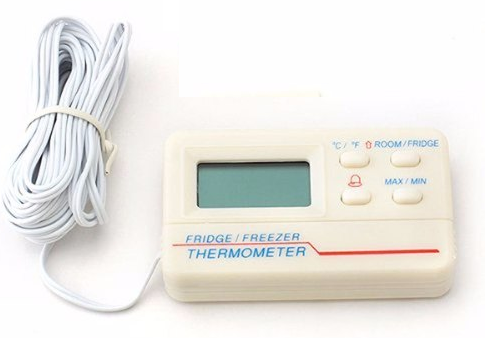 °C / °F ⇧ ROOM/FRIDGE
MAX / MIN
FRIDGE / FREEZER
THERMOMETER